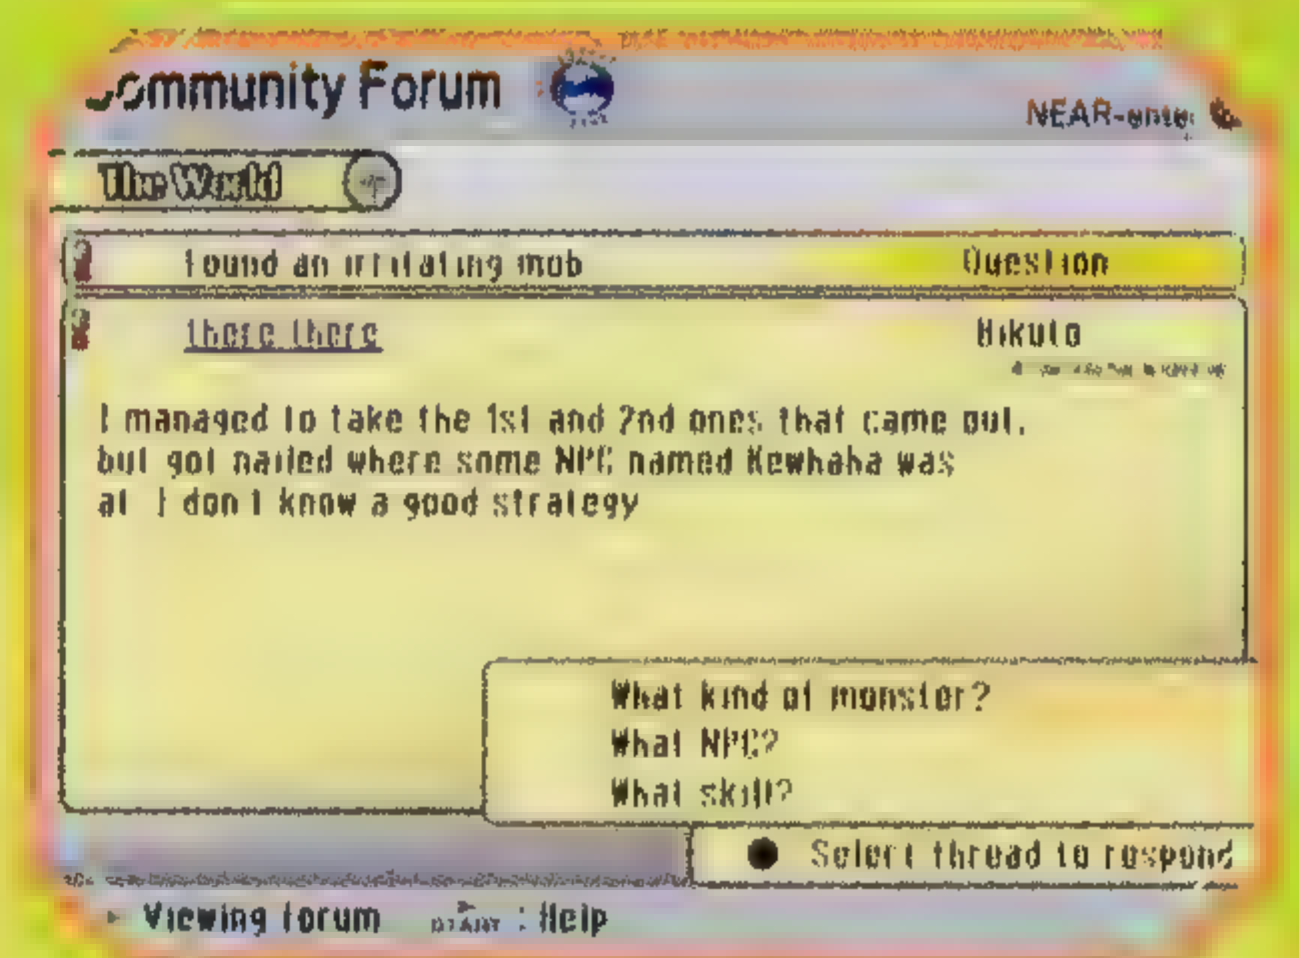 Community Forum
NEAR-
The World
found an irritating mob Question
there there Hikuto
I managed to take the 1st and 2nd ones that came out,
but got nailed where some NPC named Kewhaha was
at I don't know a good strategy
What kind of monster?
What NPC?
What skill?
Select thread to respond
Viewing forum START : Help